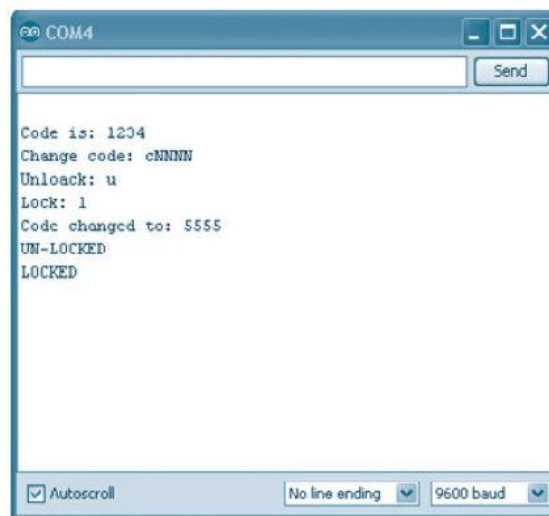 COM4
Send
Code is: 1234
Change code: cNNNN
Unloack: u
Lock: l
Code changed to: 5555
UN-LOCKED
LOCKED
Autoscroll
No line ending
9600 baud